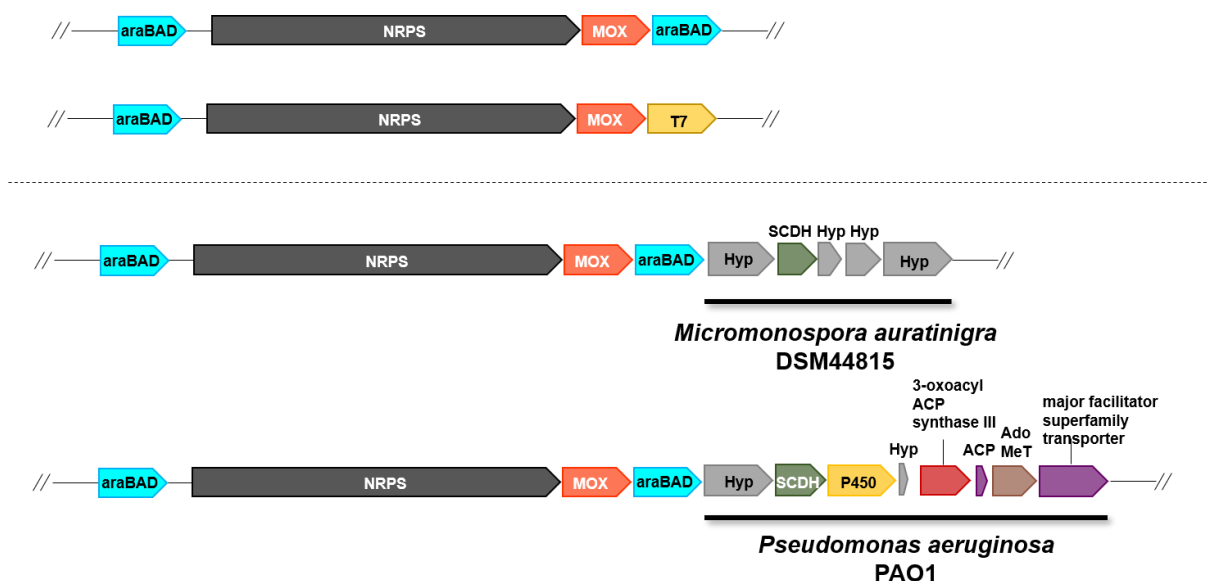 araBAD NRPS MOX araBAD
araBAD NRPS MOX T7
SCDH Hyp Hyp
araBAD NRPS MOX araBAD Hyp Hyp
Micromonospora auratinigra
DSM44815
3-oxoacyl
ACP
synthase III
Hyp
ACP
Ado
MeT
major facilitator
superfamily
transporter
araBAD NRPS MOX araBAD Hyp SCDH P450
Pseudomonas aeruginosa
PAO1